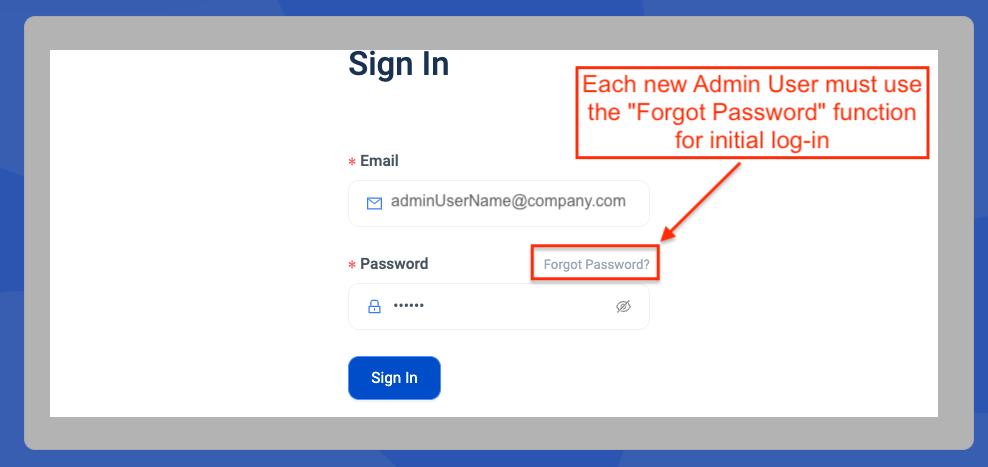 Sign In
Each new Admin User must use
the "Forgot Password" function
for initial log-in
* Email
adminUserName@company.com
* Password
Forgot Password?
••••••
Sign In